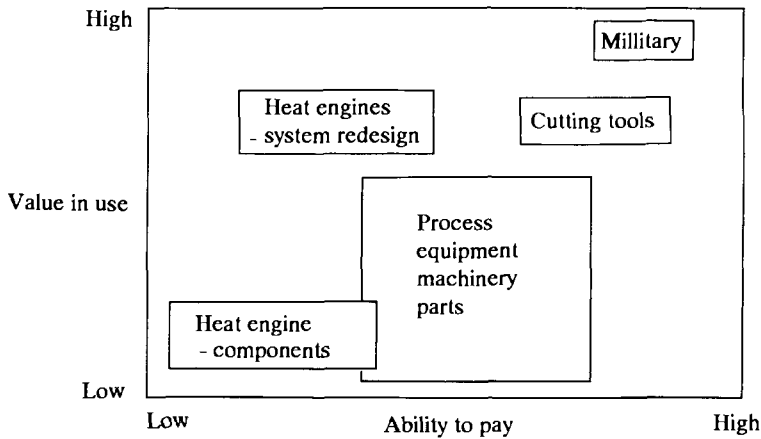 High
Millitary
Heat engines
- system redesign
Cutting tools
Value in use
Process
equipment
machinery
parts
Heat engine
- components
Low
Low
Ability to pay
High